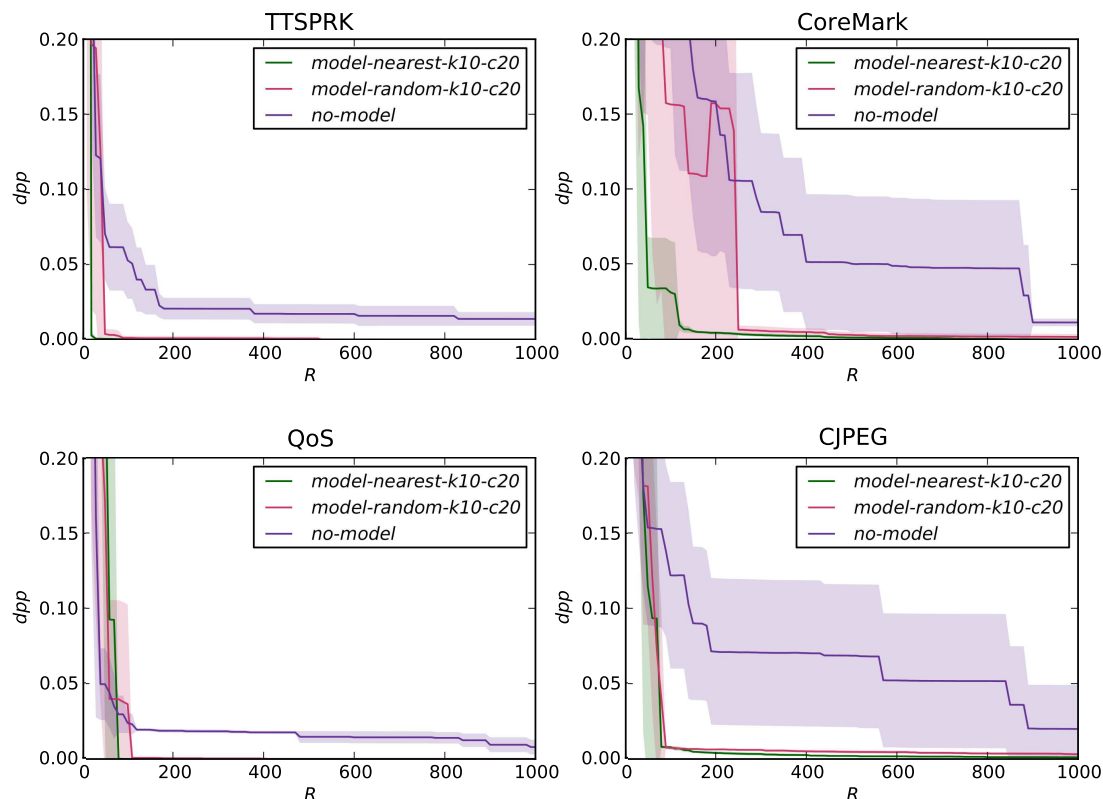 TTSPRK
0.20
0.15
0.10
0.05
0.00
dpp
model-nearest-k10-c20
model-random-k10-c20
no-model
0 200 400 600 800 1000
R
CoreMark
0.20
0.15
0.10
0.05
0.00
dpp
model-nearest-k10-c20
model-random-k10-c20
no-model
0 200 400 600 800 1000
R
QoS
0.20
0.15
0.10
0.05
0.00
dpp
model-nearest-k10-c20
model-random-k10-c20
no-model
0 200 400 600 800 1000
R
CJPEG
0.20
0.15
0.10
0.05
0.00
dpp
model-nearest-k10-c20
model-random-k10-c20
no-model
0 200 400 600 800 1000
R